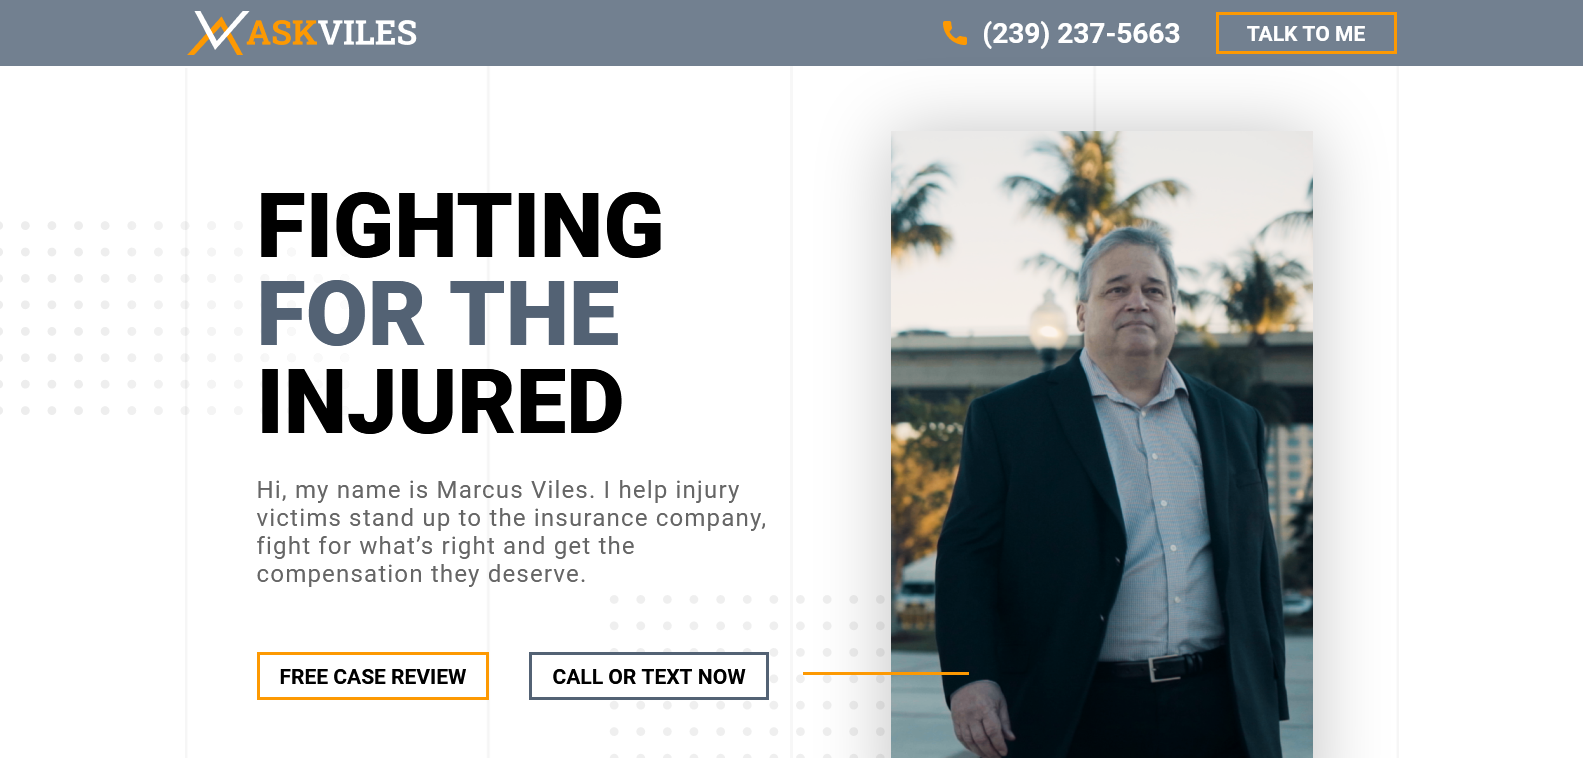 ASKVILES
(239) 237-5663
TALK TO ME
FIGHTING
FOR THE
INJURED
Hi, my name is Marcus Viles. I help injury
victims stand up to the insurance company,
fight for what’s right and get the
compensation they deserve.
FREE CASE REVIEW
CALL OR TEXT NOW